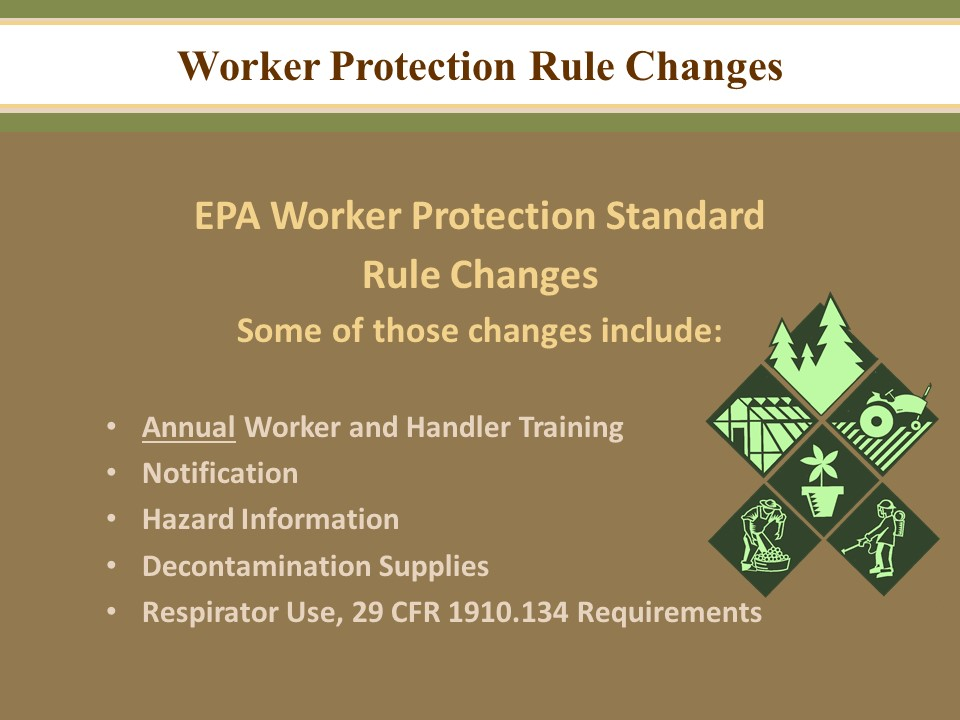 Worker Protection Rule Changes
EPA Worker Protection Standard
Rule Changes
Some of those changes include:
• Annual Worker and Handler Training
• Notification
• Hazard Information
• Decontamination Supplies
• Respirator Use, 29 CFR 1910.134 Requirements